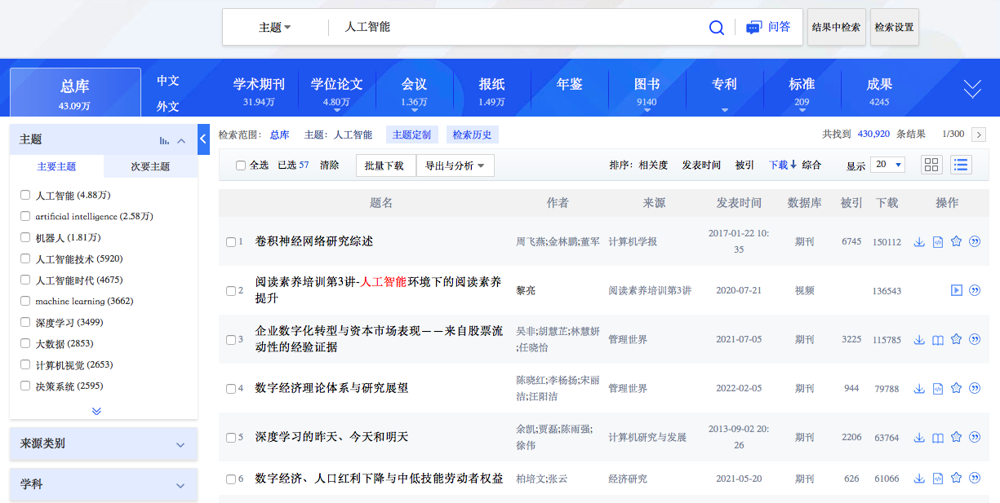 主题 人工智能 问答 结果中检索 检索设置
总库 43.09万
中文
外文
学术期刊 学位论文 会议 报纸 年鉴 图书 专利 标准 成果
31.94万 4.80万 1.36万 1.49万 9140 209 4245
主题
主要主题 次要主题
人工智能 (4.88万)
artificial intelligence (2.58万)
机器人 (1.81万)
人工智能技术 (5920)
人工智能时代 (4675)
machine learning (3662)
深度学习 (3499)
大数据 (2853)
计算机视觉 (2653)
决策系统 (2595)
来源类别
学科
检索范围: 总库 主题: 人工智能 主题定制 检索历史 共找到 430,920 条结果 1/300
全选 已选 57 清除 批量下载 导出与分析 排序: 相关度 发表时间 被引 下载 综合 显示 20
题名 作者 来源 发表时间 数据库 被引 下载 操作
1 卷积神经网络研究综述 周飞燕;金林鹏;董军 计算机学报 2017-01-22 10:
35 期刊 6745 150112
2 阅读素养培训第3讲-人工智能环境下的阅读素养
提升 黎亮 阅读素养培训第3讲 2020-07-21 视频 136543
3 企业数字化转型与资本市场表现——来自股票流
动性的经验证据 吴非;胡慧芷;林慧妍
;任晓怡 管理世界 2021-07-05 期刊 3225 115785
4 数字经济理论体系与研究展望 陈晓红;李杨扬;宋丽
洁;汪阳洁 管理世界 2022-02-05 期刊 944 79788
5 深度学习的昨天、今天和明天 余凯;贾磊;陈雨强;
徐伟 计算机研究与发展 2013-09-02 20:
26 期刊 2206 63764
6 数字经济、人口红利下降与中低技能劳动者权益 柏培文;张云 经济研究 2021-05-20 期刊 626 61066